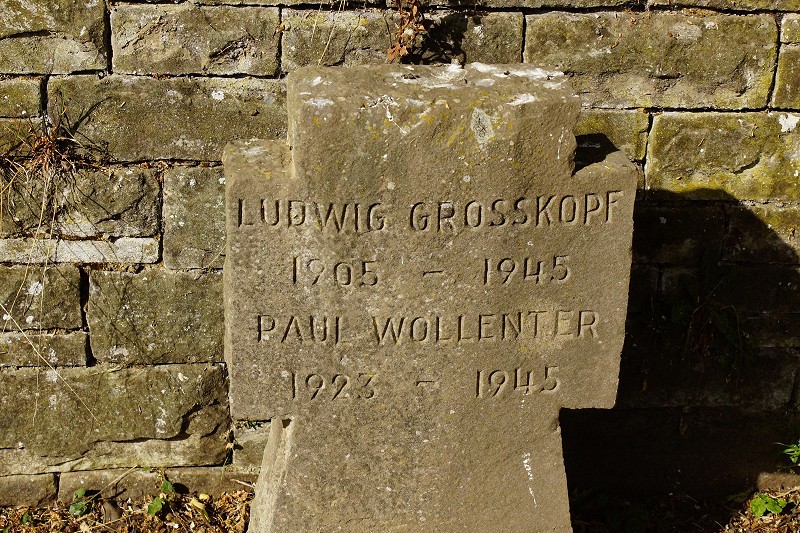 LUDWIG GROSSKOPF
1905 - 1945
PAUL WOLLENTER
1923 - 1945